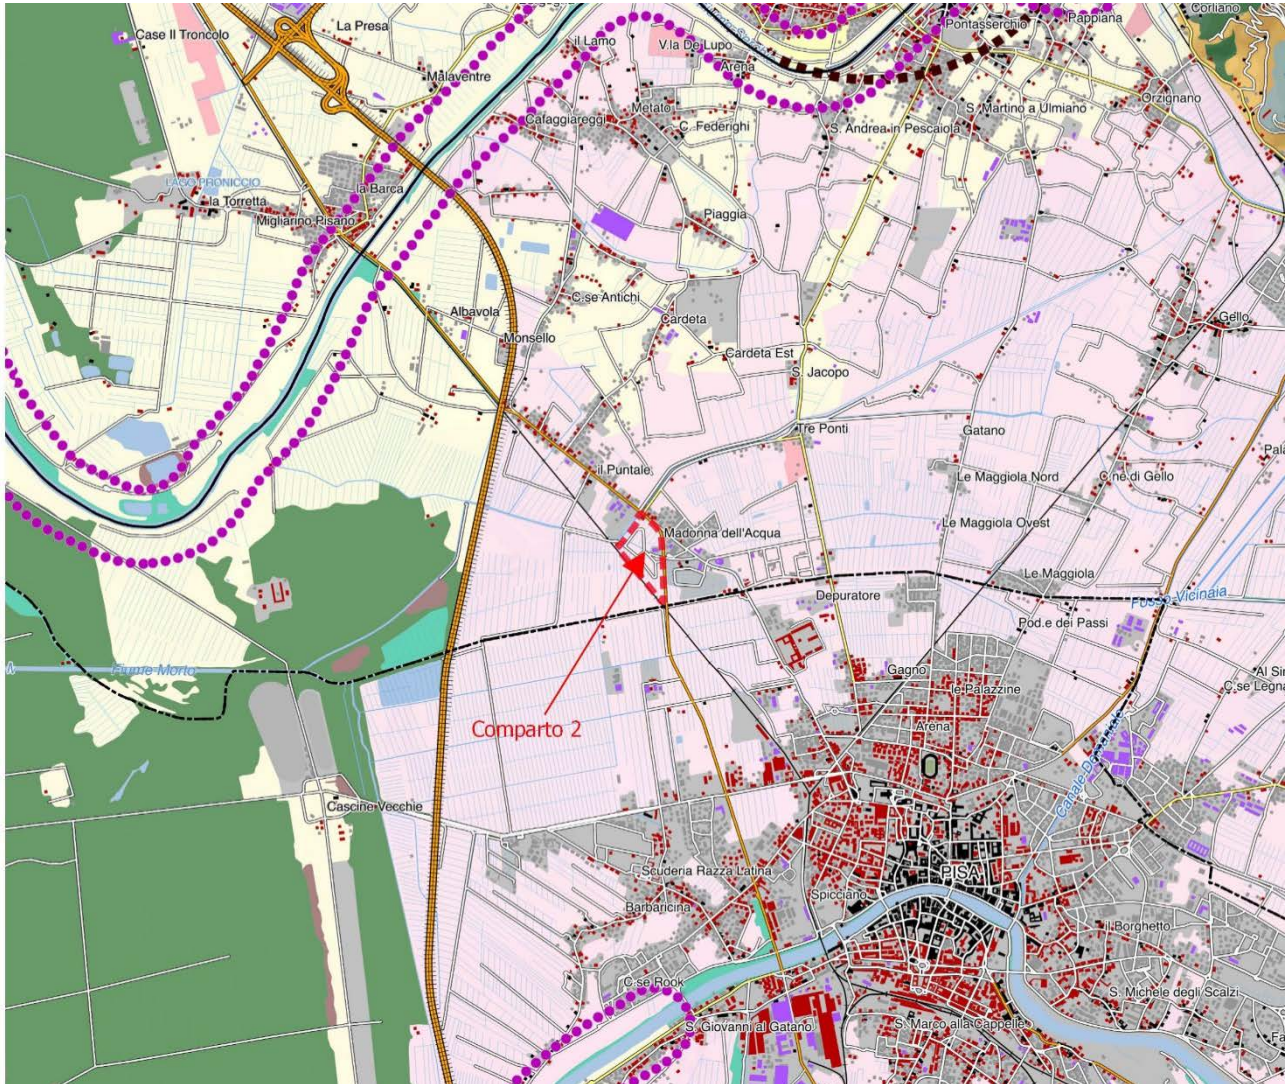 Corliano
Pappiana
Pontasserchio
La Presa
Case Il Troncolo
il Lamo
V.la De Lupo
Arena
Malaventre
Orzignano
Metato
S. Martino a Ulmiano
Cafaggiareggi
C. Federighi
S. Andrea in Pescaiola
LAGO PRONICCIO
la Barca
la Torretta
Migliarino Pisano
Piaggia
C.se Antichi
Albavola
Cardeta
Gello
Monsello
Cardeta Est
S. Jacopo
Tre Ponti
Gatano
il Puntale
Le Maggiola Nord
C.ne di Gello
Le Maggiola Ovest
Madonna dell'Acqua
Le Maggiola
Depuratore
Fosso Vicinaia
Pod.e dei Passi
Fiume Morto
Gagno
le Palazzine
C.se Legna
Comparto 2
Arena
Cascine Vecchie
Scuderia Razza Latina
PISA
Spicciano
Barbaricina
il Borghetto
C.se Rook
S. Michele degli Scalzi
S. Giovanni al Gatano
S. Marco alla Cappelle